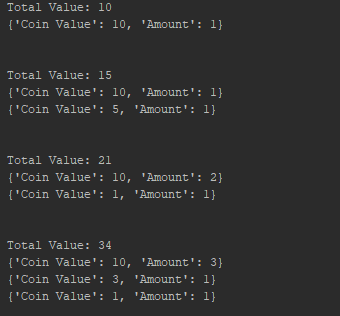 Total Value: 10
{'Coin Value': 10, 'Amount': 1}
Total Value: 15
{'Coin Value': 10, 'Amount': 1}
{'Coin Value': 5, 'Amount': 1}
Total Value: 21
{'Coin Value': 10, 'Amount': 2}
{'Coin Value': 1, 'Amount': 1}
Total Value: 34
{'Coin Value': 10, 'Amount': 3}
{'Coin Value': 3, 'Amount': 1}
{'Coin Value': 1, 'Amount': 1}